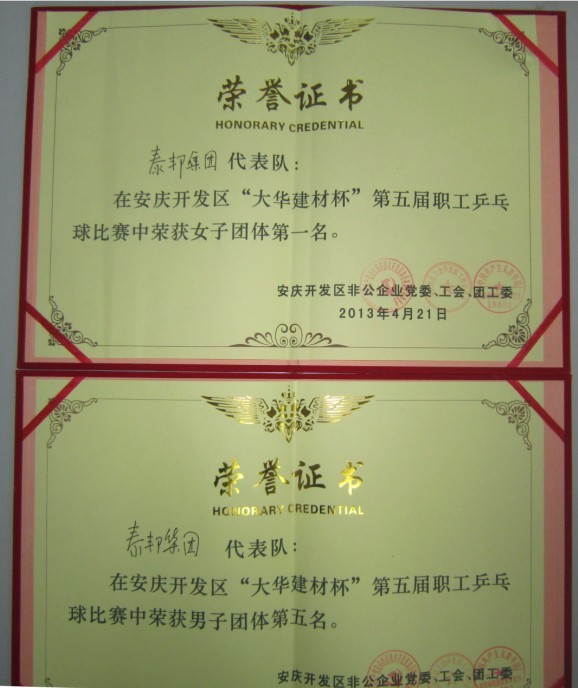 荣誉证书
HONORARY CREDENTIAL
泰邦集团 代表队：
在安庆开发区“大华建材杯”第五届职工乒乓
球比赛中荣获女子团体第一名。
安庆开发区非公企业党委、工会、团工委
2013年4月21日
荣誉证书
HONORARY CREDENTIAL
泰邦集团 代表队：
在安庆开发区“大华建材杯”第五届职工乒乓
球比赛中荣获男子团体第五名。
安庆开发区非公企业党委、工会、团工委